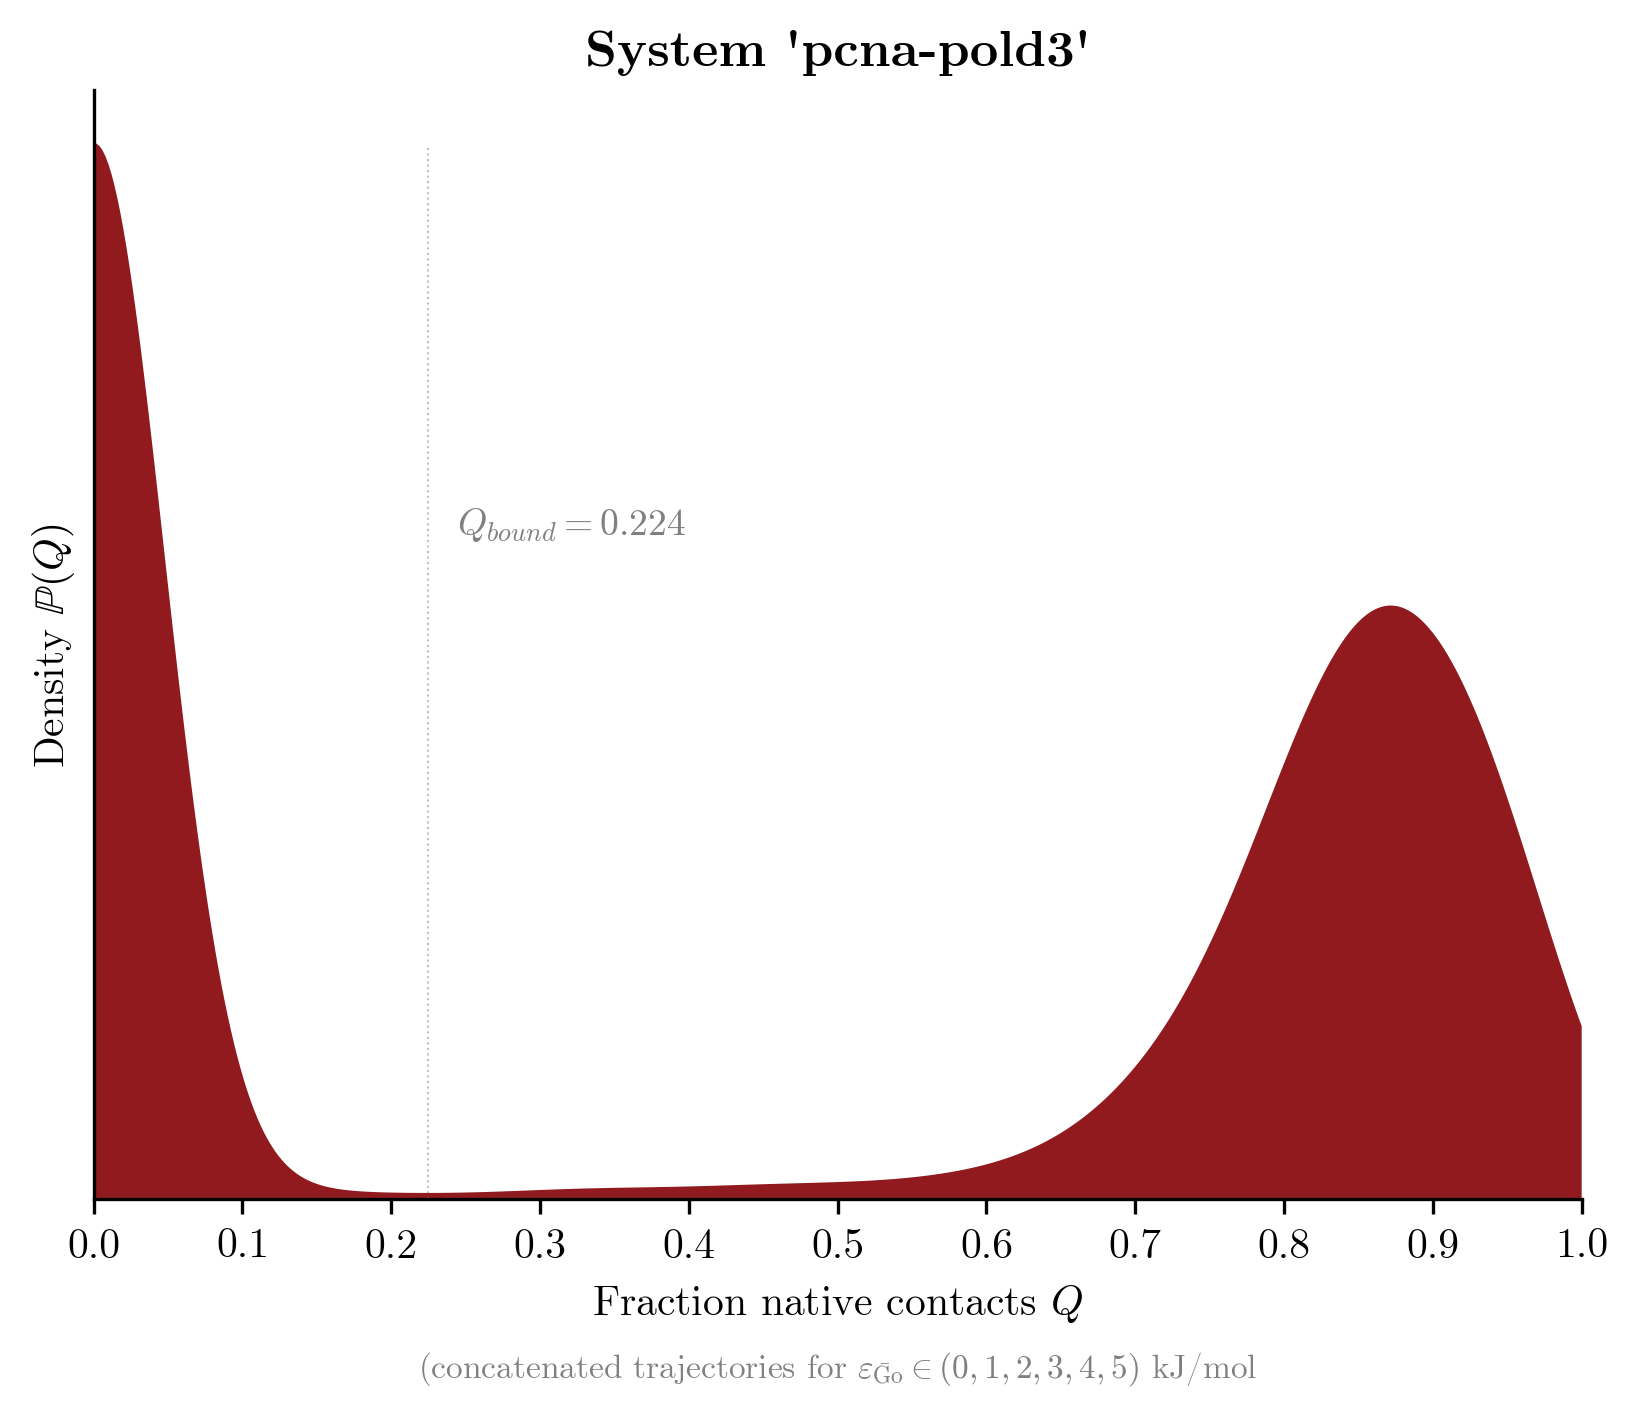 System 'pcna-pold3'
Density ℙ(Q)
Q_bound = 0.224
0.0 0.1 0.2 0.3 0.4 0.5 0.6 0.7 0.8 0.9 1.0
Fraction native contacts Q
(concatenated trajectories for ε_Ḡo ∈ (0, 1, 2, 3, 4, 5) kJ/mol